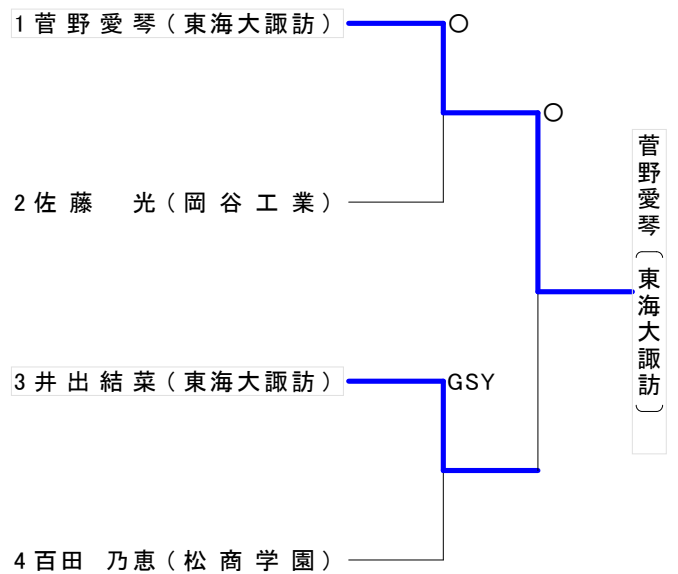 1 菅野愛琴(東海大諏訪)
○
○
2 佐藤　光(岡谷工業)
菅野愛琴(東海大諏訪)
3 井出結菜(東海大諏訪)
GSY
4 百田　乃恵(松商学園)